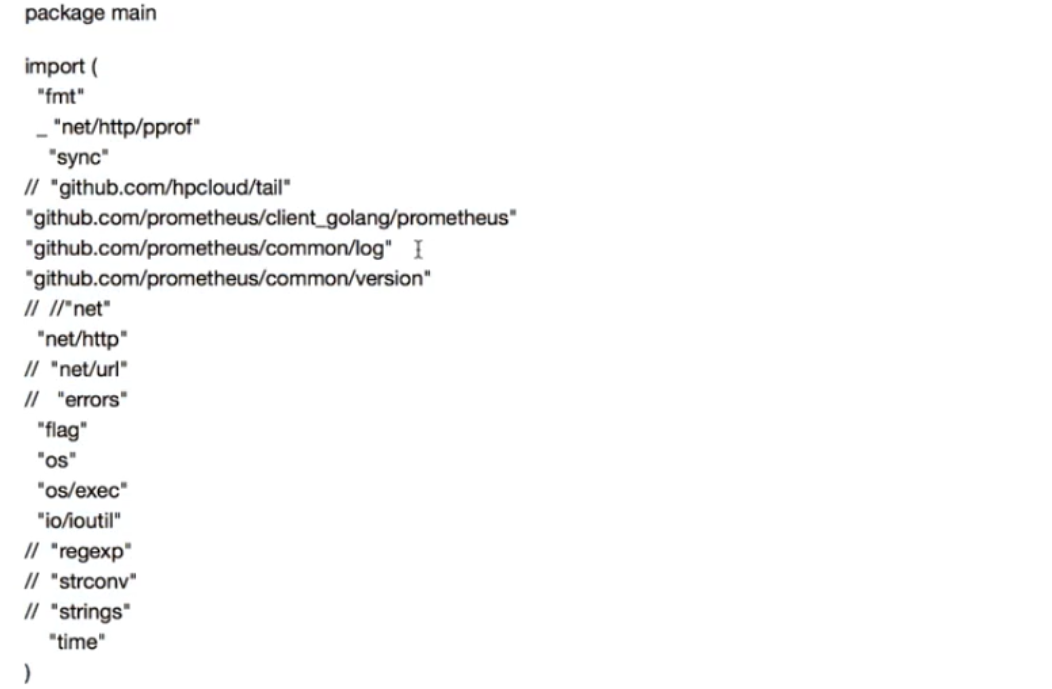 package main
import (
"fmt"
_ "net/http/pprof"
"sync"
// "github.com/hpcloud/tail"
"github.com/prometheus/client_golang/prometheus"
"github.com/prometheus/common/log"
"github.com/prometheus/common/version"
// //"net"
"net/http"
// "net/url"
// "errors"
"flag"
"os"
"os/exec"
"io/ioutil"
// "regexp"
// "strconv"
// "strings"
"time"
)